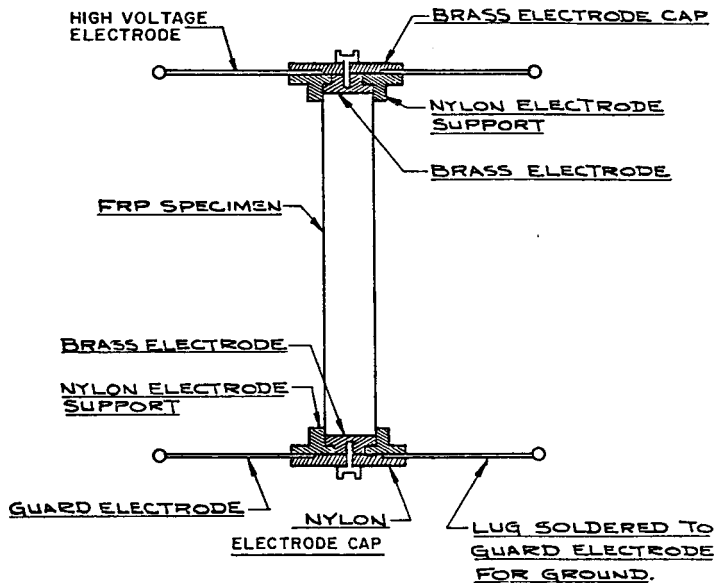 HIGH VOLTAGE
ELECTRODE
BRASS ELECTRODE CAP
NYLON ELECTRODE
SUPPORT
BRASS ELECTRODE
FRP SPECIMEN
BRASS ELECTRODE
NYLON ELECTRODE
SUPPORT
GUARD ELECTRODE
NYLON
ELECTRODE CAP
LUG SOLDERED TO
GUARD ELECTRODE
FOR GROUND.